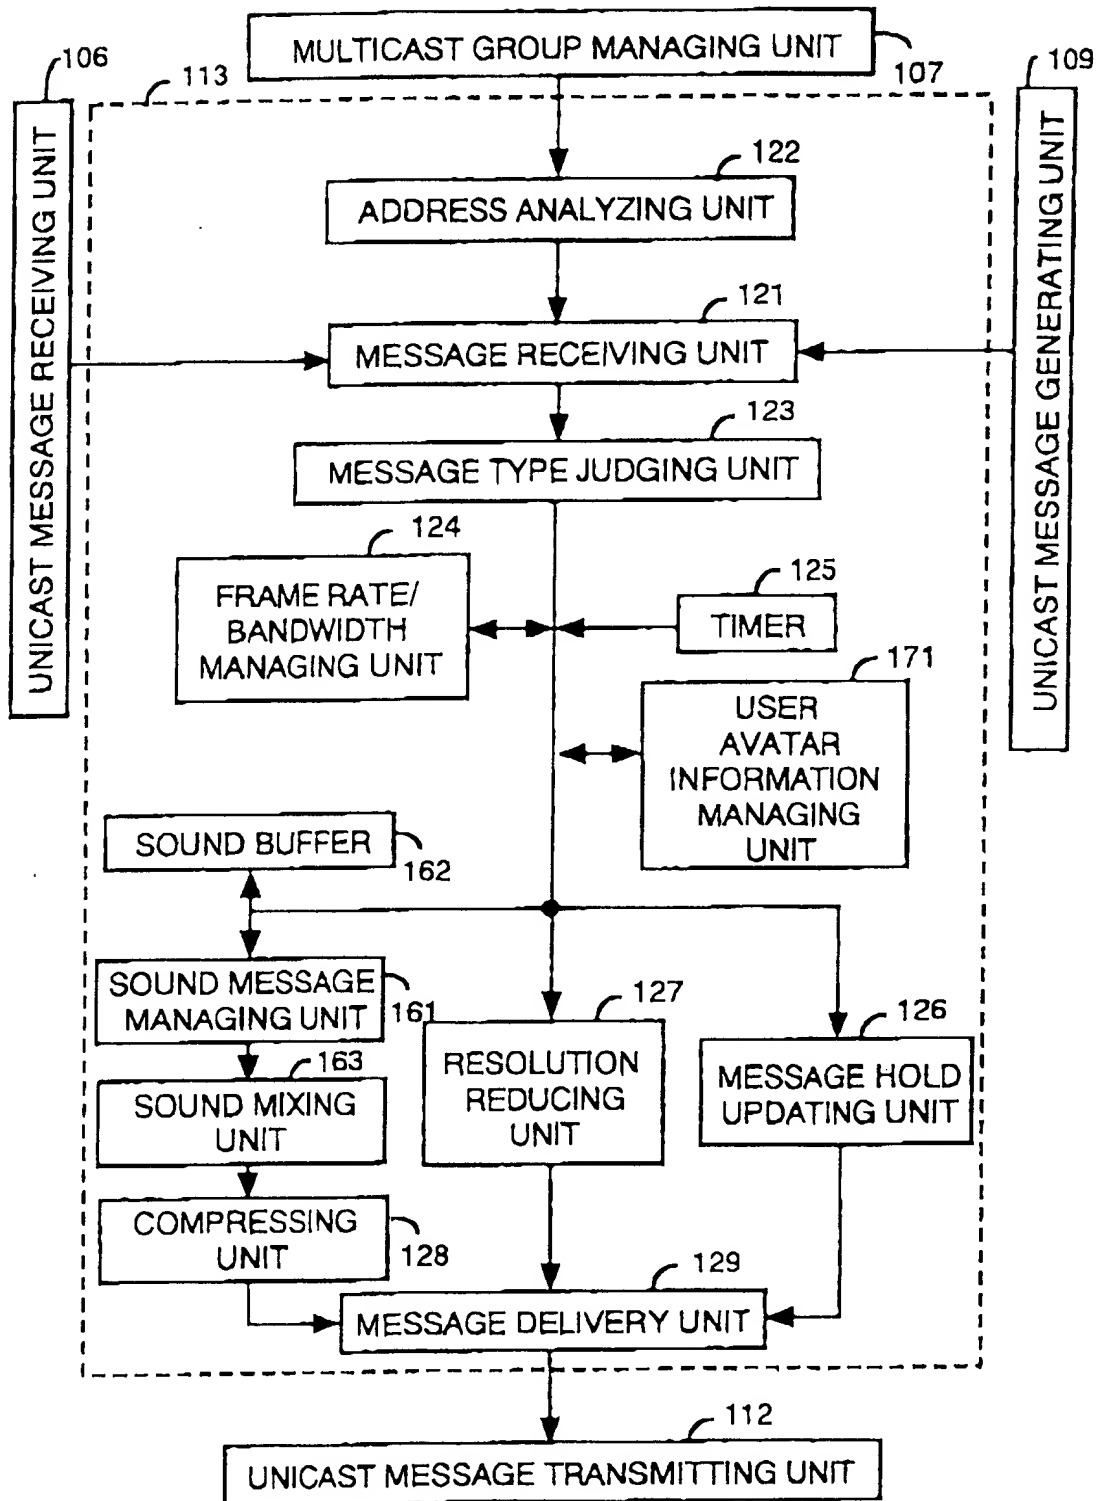 MULTICAST GROUP MANAGING UNIT
107
106
UNICAST MESSAGE RECEIVING UNIT
113
109
UNICAST MESSAGE GENERATING UNIT
122
ADDRESS ANALYZING UNIT
121
MESSAGE RECEIVING UNIT
123
MESSAGE TYPE JUDGING UNIT
124
FRAME RATE/
BANDWIDTH
MANAGING UNIT
125
TIMER
171
USER
AVATAR
INFORMATION
MANAGING
UNIT
SOUND BUFFER
162
SOUND MESSAGE
MANAGING UNIT
161
127
RESOLUTION
REDUCING
UNIT
126
MESSAGE HOLD
UPDATING UNIT
163
SOUND MIXING
UNIT
COMPRESSING
UNIT
128
129
MESSAGE DELIVERY UNIT
112
UNICAST MESSAGE TRANSMITTING UNIT